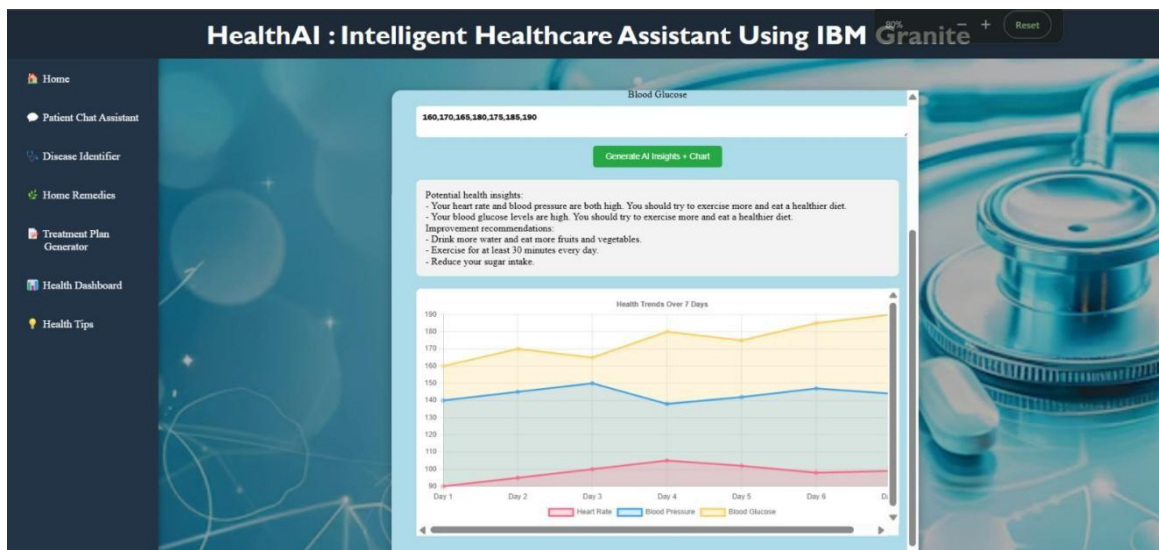 HealthAI : Intelligent Healthcare Assistant Using IBM Granite
80%
−
+
Reset
Home
Patient Chat Assistant
Disease Identifier
Home Remedies
Treatment Plan
Generator
Health Dashboard
Health Tips
Blood Glucose
160,170,165,180,175,185,190
Generate AI Insights + Chart
Potential health insights:
- Your heart rate and blood pressure are both high. You should try to exercise more and eat a healthier diet.
- Your blood glucose levels are high. You should try to exercise more and eat a healthier diet.
Improvement recommendations:
- Drink more water and eat more fruits and vegetables.
- Exercise for at least 30 minutes every day.
- Reduce your sugar intake.
Health Trends Over 7 Days
190
180
170
160
150
140
130
120
110
100
90
Day 1 Day 2 Day 3 Day 4 Day 5 Day 6
Heart Rate Blood Pressure Blood Glucose